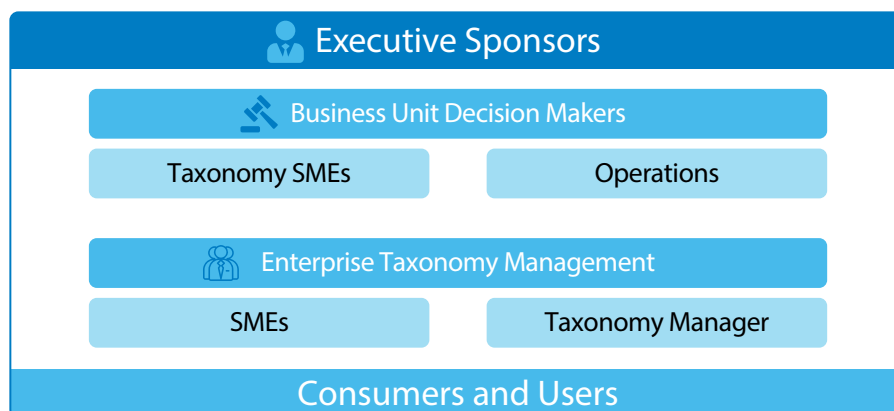 Executive Sponsors
Business Unit Decision Makers
Taxonomy SMEs
Operations
Enterprise Taxonomy Management
SMEs
Taxonomy Manager
Consumers and Users